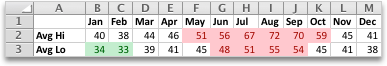 A B C D E F G H I J K L M
1 Jan Feb Mar Apr May Jun Jul Aug Sep Oct Nov Dec
2 Avg Hi 40 38 44 46 51 56 67 72 70 59 45 41
3 Avg Lo 34 33 39 41 45 48 51 55 54 45 41 38